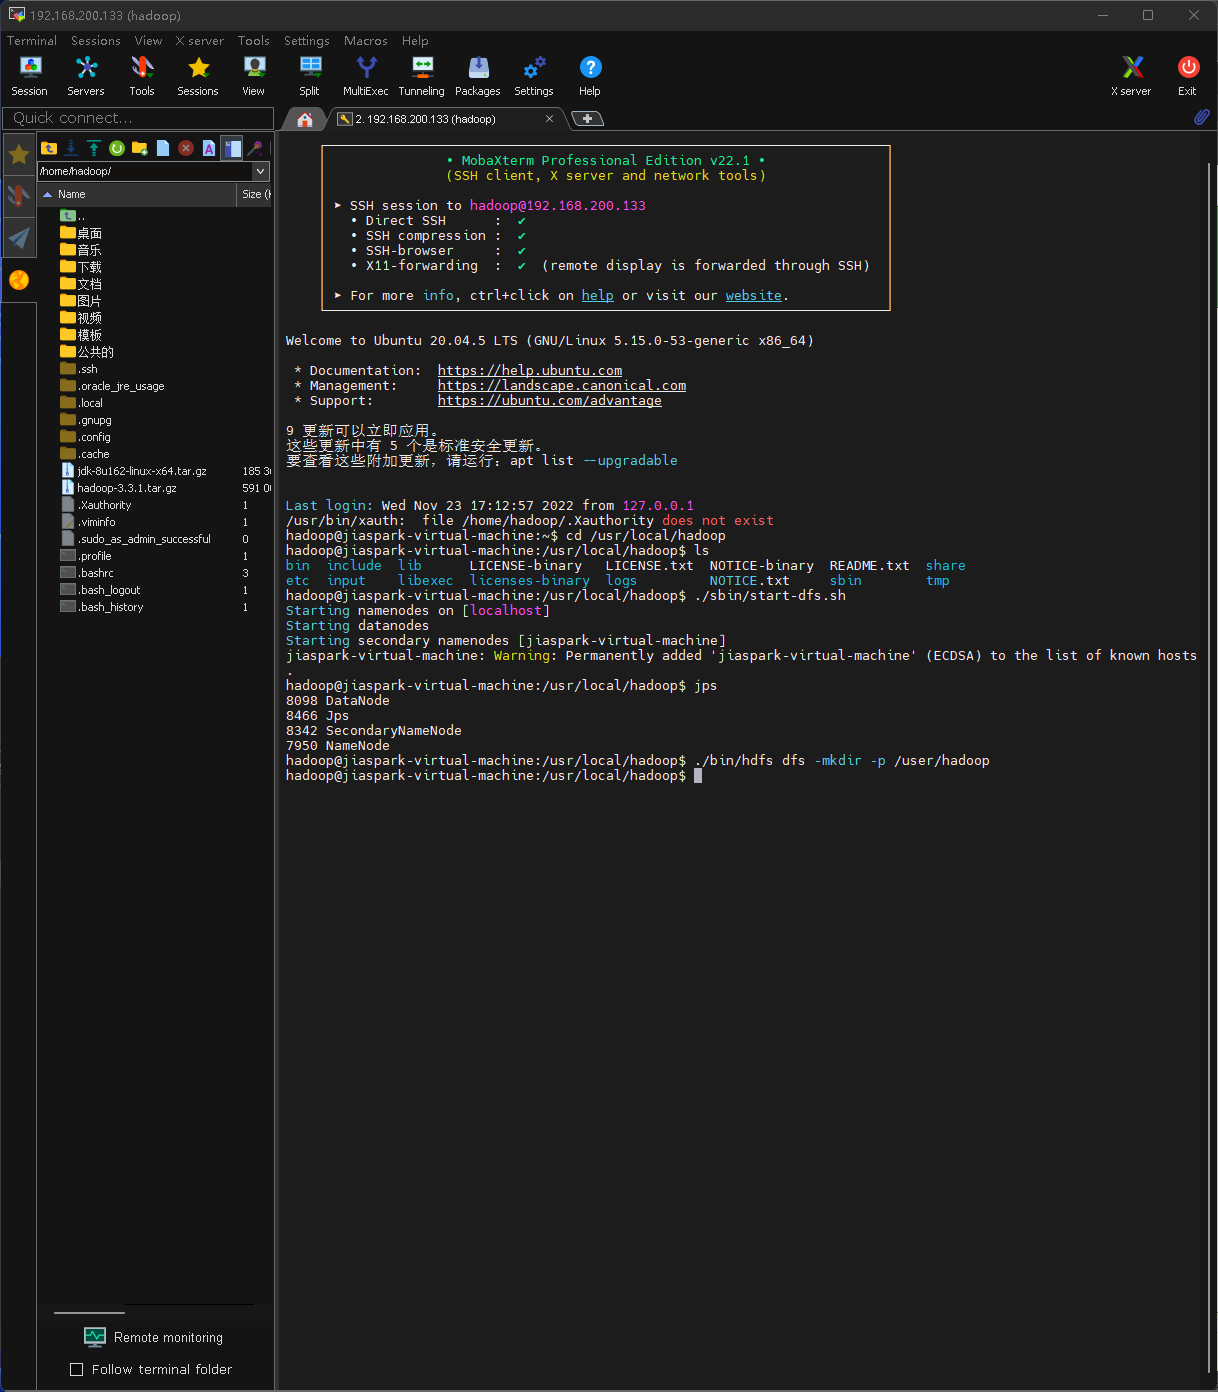 192.168.200.133 (hadoop)
Terminal Sessions View X server Tools Settings Macros Help
Session Servers Tools Sessions View Split MultiExec Tunneling Packages Settings Help X server Exit
Quick connect...
2. 192.168.200.133 (hadoop)
/home/hadoop/
Name Size (
..
桌面
音乐
下载
文档
图片
视频
模板
公共的
.ssh
.oracle_jre_usage
.local
.gnupg
.config
.cache
jdk-8u162-linux-x64.tar.gz 185 3
hadoop-3.3.1.tar.gz 591 0
.Xauthority 1
.viminfo 1
.sudo_as_admin_successful 0
.profile 1
.bashrc 3
.bash_logout 1
.bash_history 1
Remote monitoring
Follow terminal folder
• MobaXterm Professional Edition v22.1 •
(SSH client, X server and network tools)
➤ SSH session to hadoop@192.168.200.133
• Direct SSH : ✔
• SSH compression : ✔
• SSH-browser : ✔
• X11-forwarding : ✔ (remote display is forwarded through SSH)
➤ For more info, ctrl+click on help or visit our website.
Welcome to Ubuntu 20.04.5 LTS (GNU/Linux 5.15.0-53-generic x86_64)
* Documentation: https://help.ubuntu.com
* Management: https://landscape.canonical.com
* Support: https://ubuntu.com/advantage
9 更新可以立即应用。
这些更新中有 5 个是标准安全更新。
要查看这些附加更新，请运行：apt list --upgradable
Last login: Wed Nov 23 17:12:57 2022 from 127.0.0.1
/usr/bin/xauth: file /home/hadoop/.Xauthority does not exist
hadoop@jiaspark-virtual-machine:~$ cd /usr/local/hadoop
hadoop@jiaspark-virtual-machine:/usr/local/hadoop$ ls
bin include lib LICENSE-binary LICENSE.txt NOTICE-binary README.txt share
etc input libexec licenses-binary logs NOTICE.txt sbin tmp
hadoop@jiaspark-virtual-machine:/usr/local/hadoop$ ./sbin/start-dfs.sh
Starting namenodes on [localhost]
Starting datanodes
Starting secondary namenodes [jiaspark-virtual-machine]
jiaspark-virtual-machine: Warning: Permanently added 'jiaspark-virtual-machine' (ECDSA) to the list of known hosts
.
hadoop@jiaspark-virtual-machine:/usr/local/hadoop$ jps
8098 DataNode
8466 Jps
8342 SecondaryNameNode
7950 NameNode
hadoop@jiaspark-virtual-machine:/usr/local/hadoop$ ./bin/hdfs dfs -mkdir -p /user/hadoop
hadoop@jiaspark-virtual-machine:/usr/local/hadoop$